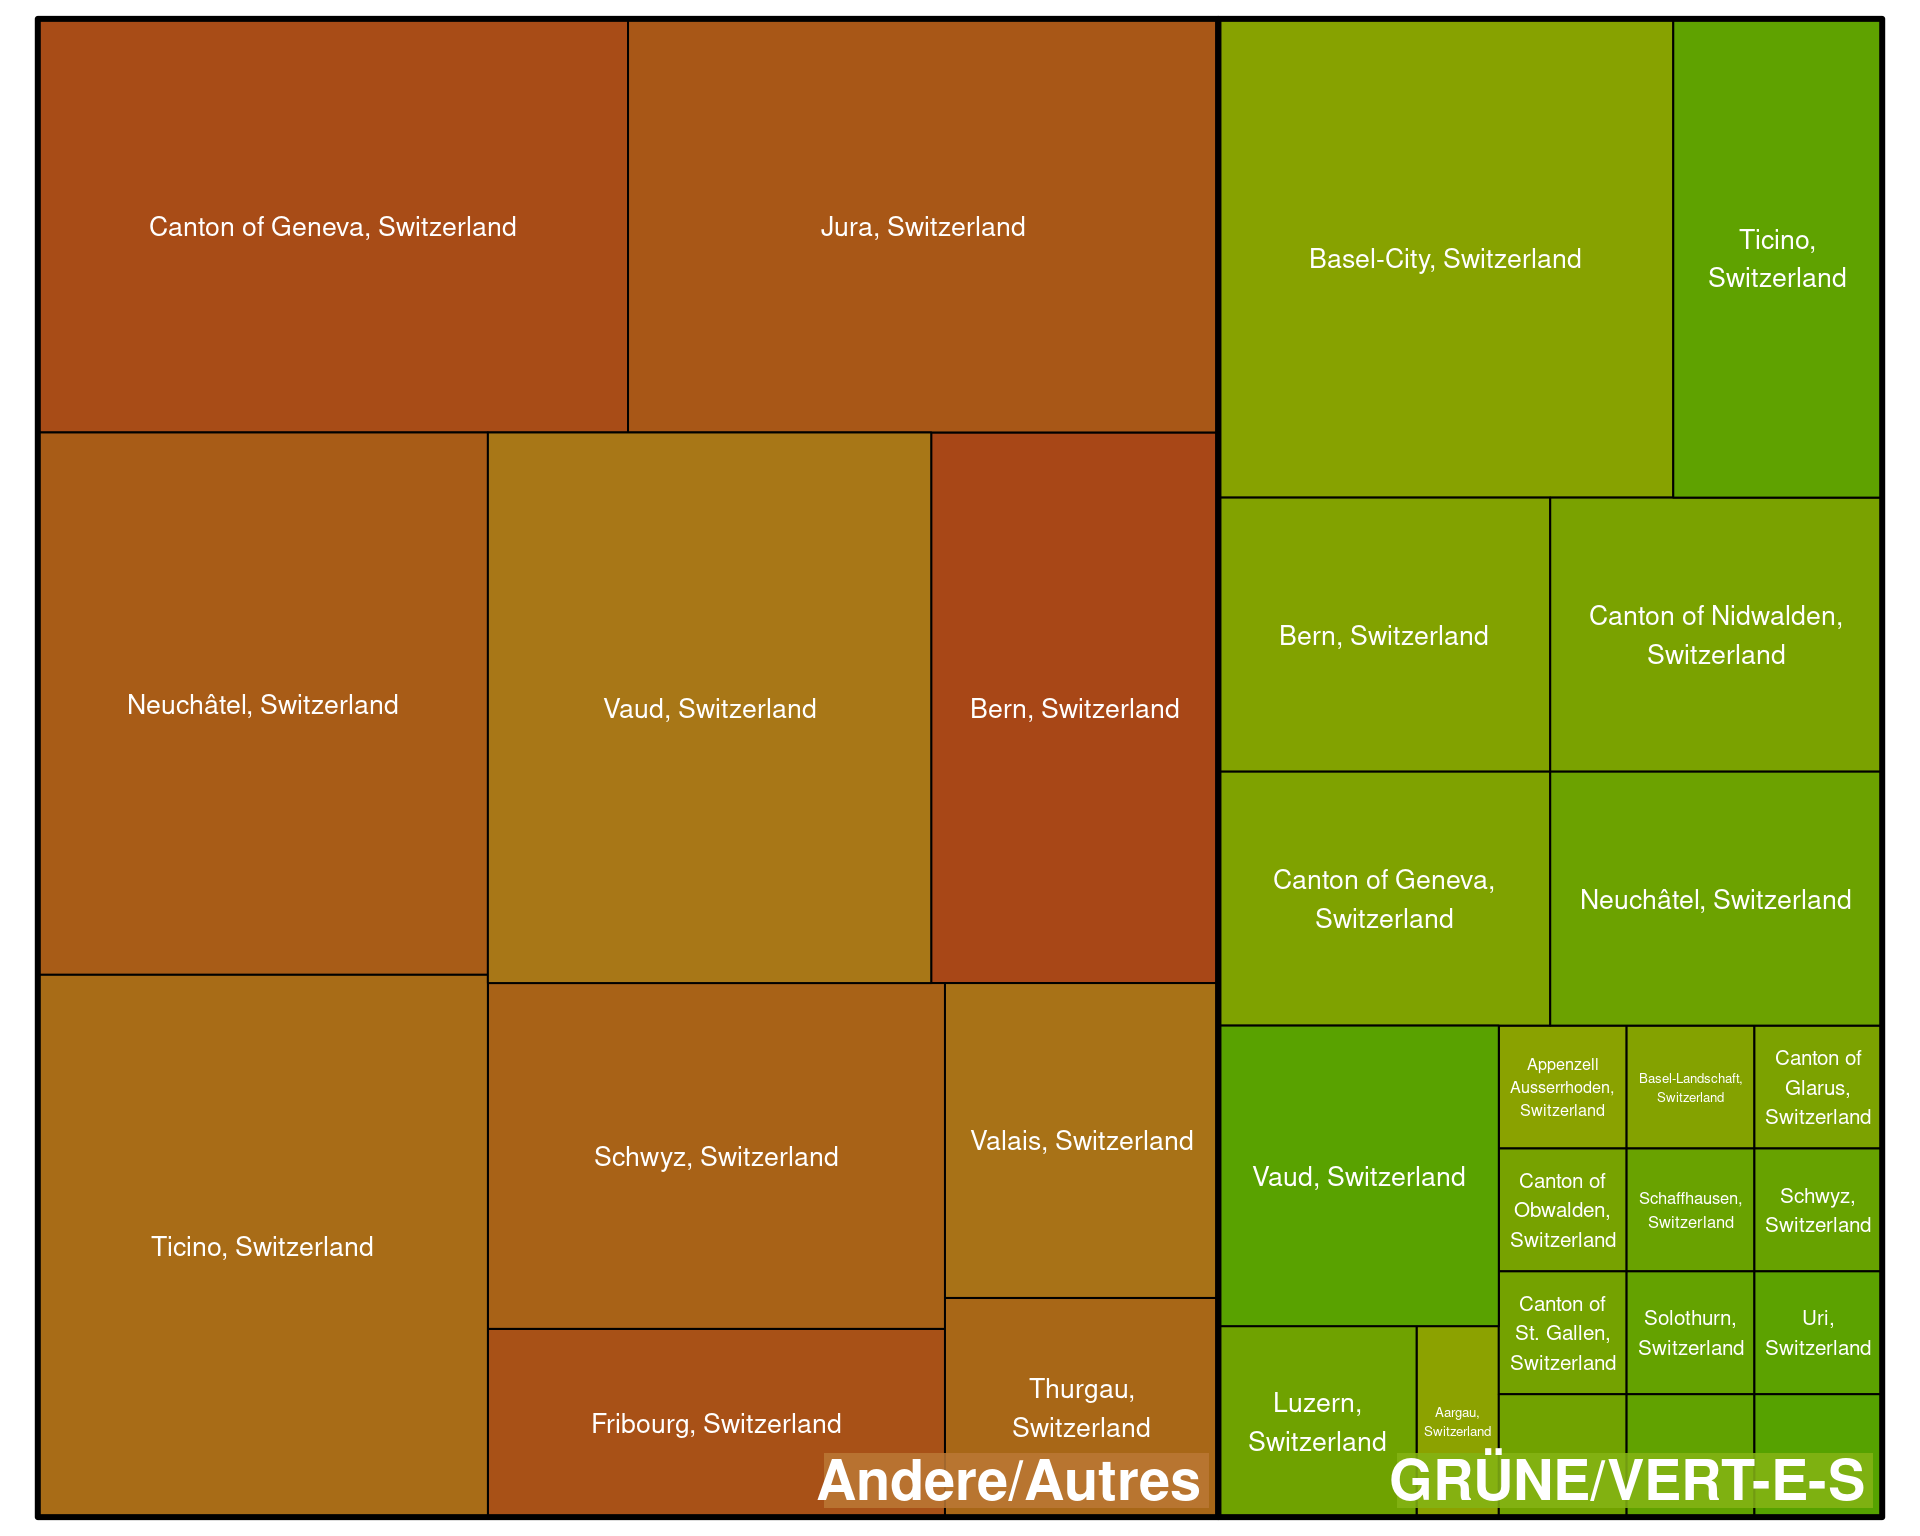 Canton of Geneva, Switzerland
Jura, Switzerland
Neuchâtel, Switzerland
Vaud, Switzerland
Bern, Switzerland
Ticino, Switzerland
Schwyz, Switzerland
Valais, Switzerland
Fribourg, Switzerland
Thurgau,
Switzerland
Andere/Autres
Basel-City, Switzerland
Ticino,
Switzerland
Bern, Switzerland
Canton of Nidwalden,
Switzerland
Canton of Geneva,
Switzerland
Neuchâtel, Switzerland
Vaud, Switzerland
Appenzell
Ausserrhoden,
Switzerland
Basel-Landschaft,
Switzerland
Canton of
Glarus,
Switzerland
Canton of
Obwalden,
Switzerland
Schaffhausen,
Switzerland
Schwyz,
Switzerland
Canton of
St. Gallen,
Switzerland
Solothurn,
Switzerland
Uri,
Switzerland
Luzern,
Switzerland
Aargau,
Switzerland
GRÜNE/VERT-E-S